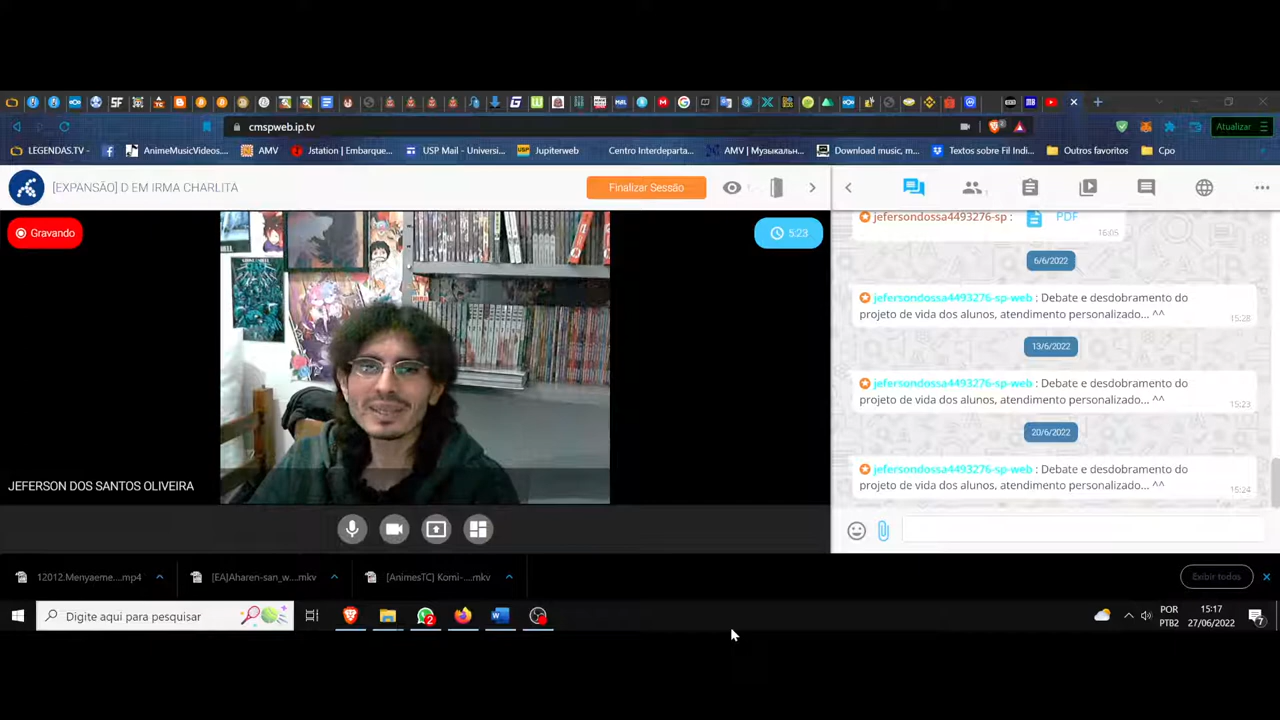 cmspweb.ip.tv
Atualizar
LEGENDAS.TV -
AnimeMusicVideos...
AMV
Jstation | Embarque...
USP Mail - Universi...
Jupiterweb
Centro Interdeparta...
AMV | Музыкальн...
Download music, m...
Textos sobre Fil Indi...
Outros favoritos
Cpo
[EXPANSÃO] D EM IRMA CHARLITA
Finalizar Sessão
Gravando
5:23
JEFERSON DOS SANTOS OLIVEIRA
jefersondossa4493276-sp :
PDF
16:05
6/6/2022
jefersondossa4493276-sp-web : Debate e desdobramento do
projeto de vida dos alunos, atendimento personalizado... ^^
15:28
13/6/2022
jefersondossa4493276-sp-web : Debate e desdobramento do
projeto de vida dos alunos, atendimento personalizado... ^^
15:23
20/6/2022
jefersondossa4493276-sp-web : Debate e desdobramento do
projeto de vida dos alunos, atendimento personalizado... ^^
15:24
12012.Menyaeme....mp4
[EA]Aharen-san_w....mkv
[AnimesTC] Komi-....mkv
Exibir todos
Digite aqui para pesquisar
2
POR
PTB2
15:17
27/06/2022
7